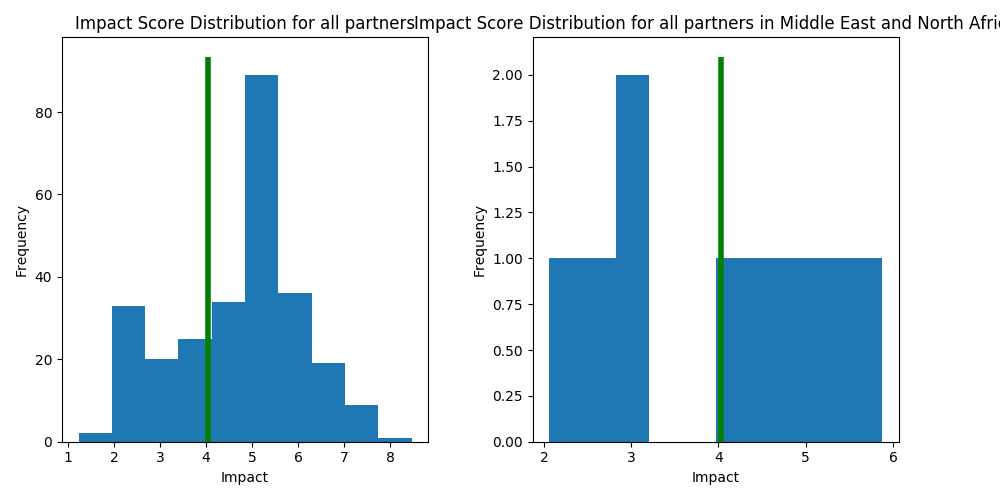 Impact Score Distribution for all partners
Impact Score Distribution for all partners in Middle East and North Afri
Frequency
80
60
40
20
0
1 2 3 4 5 6 7 8
Impact
Frequency
2.00
1.75
1.50
1.25
1.00
0.75
0.50
0.25
0.00
2 3 4 5 6
Impact